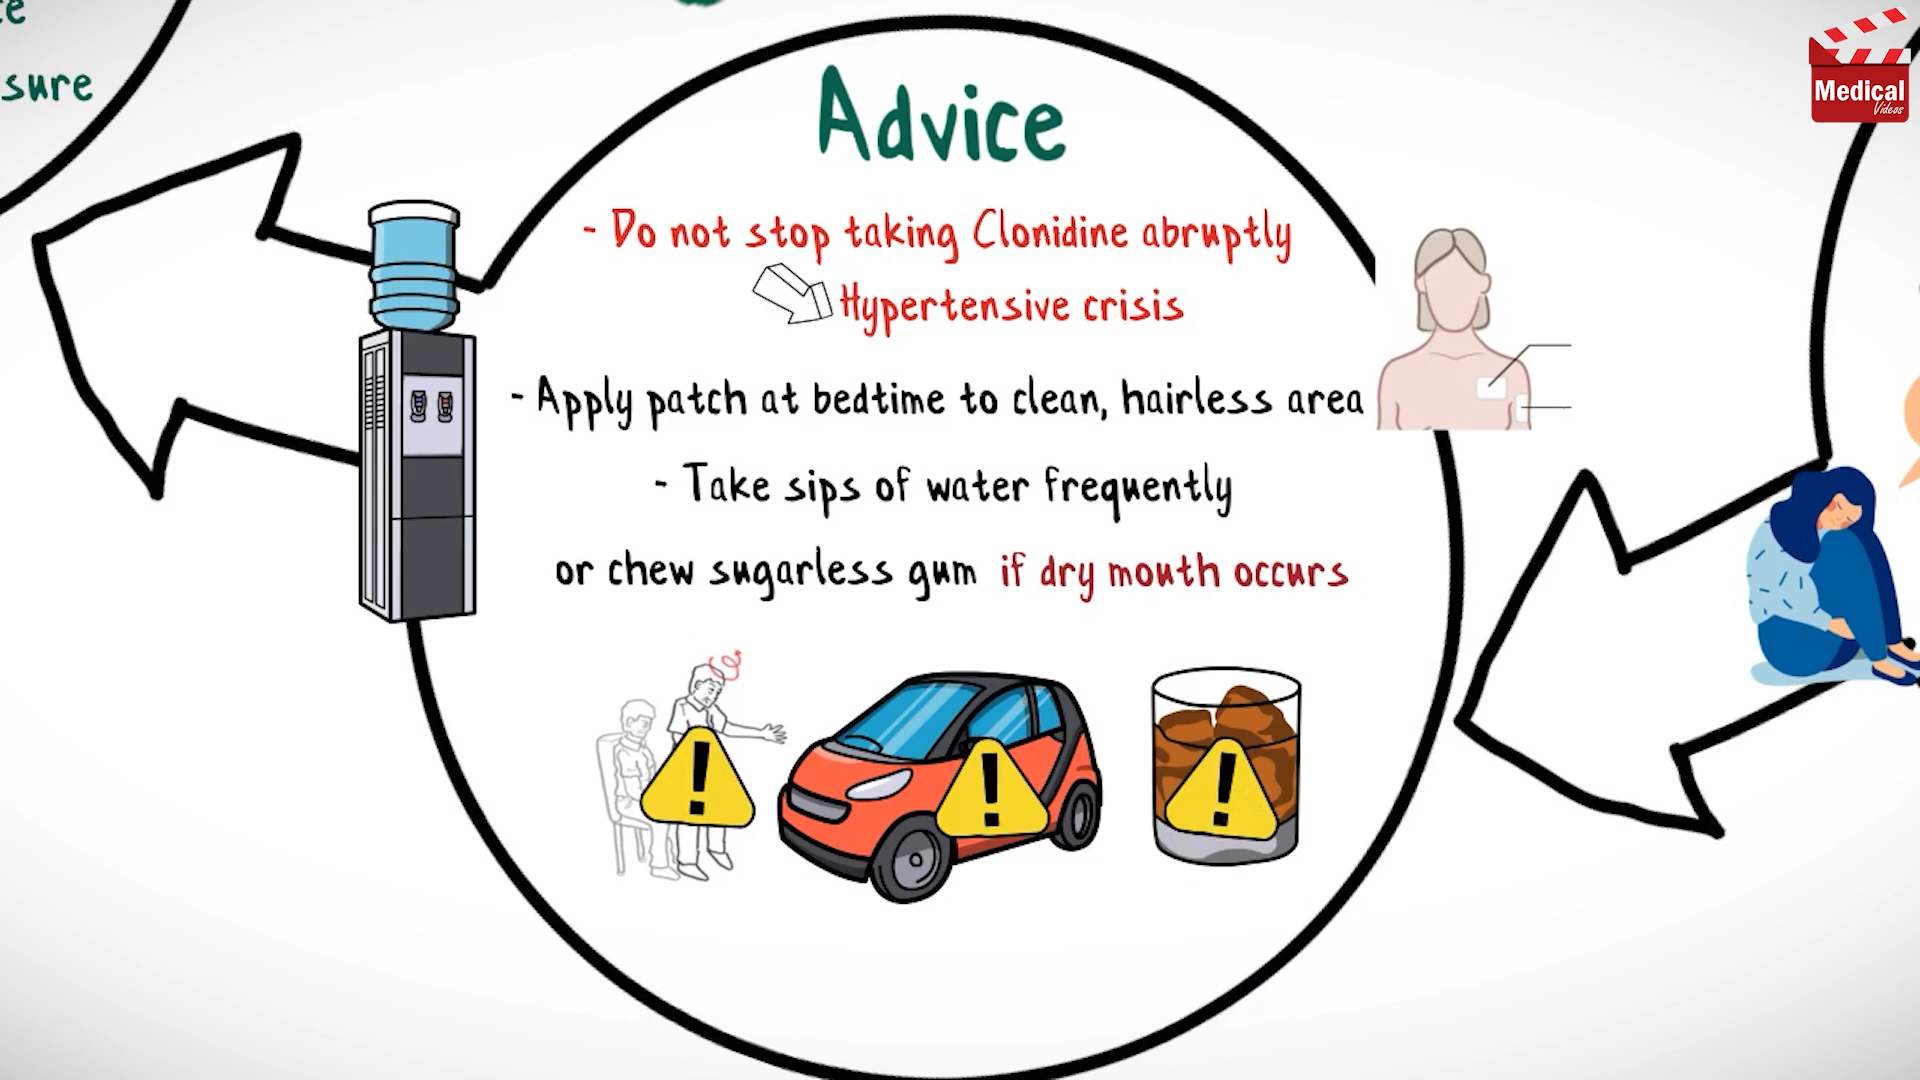 sure
Medical
Videos
Advice
- Do not stop taking Clonidine abruptly
Hypertensive crisis
- Apply patch at bedtime to clean, hairless area
- Take sips of water frequently
or chew sugarless gum if dry mouth occurs